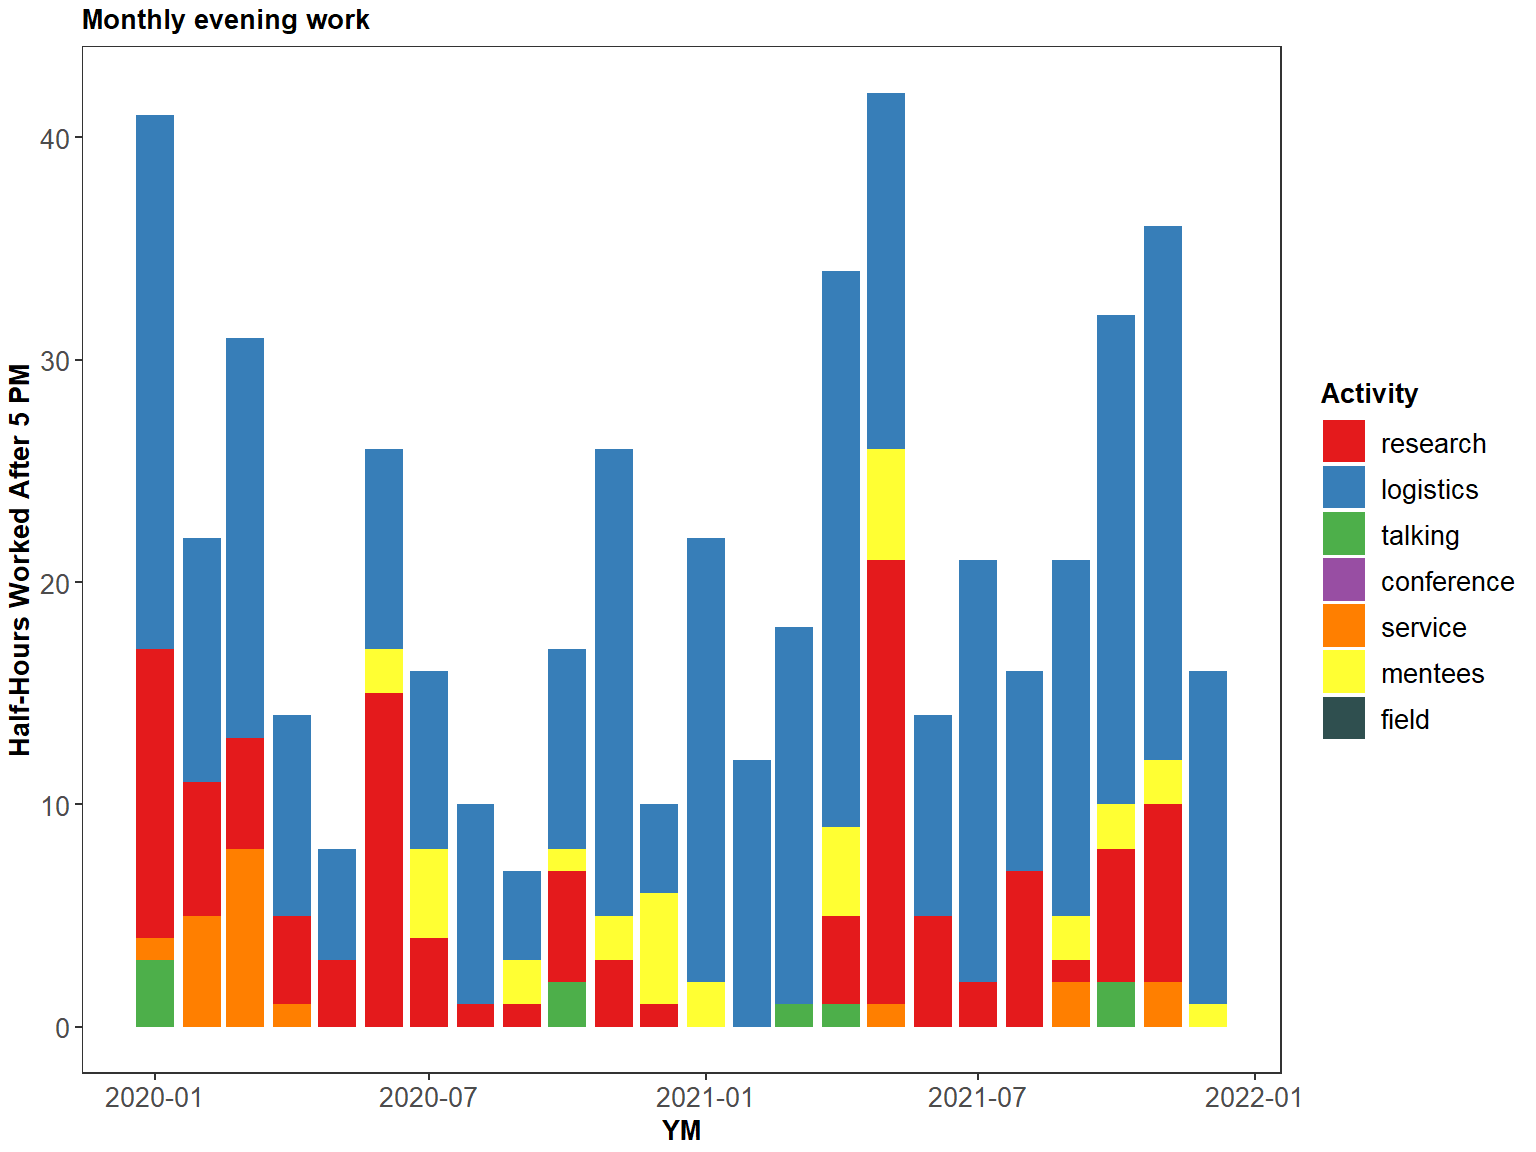 Monthly evening work
Half-Hours Worked After 5 PM
40
30
20
10
0
2020-01
2020-07
2021-01
2021-07
2022-01
YM
Activity
research
logistics
talking
conference
service
mentees
field